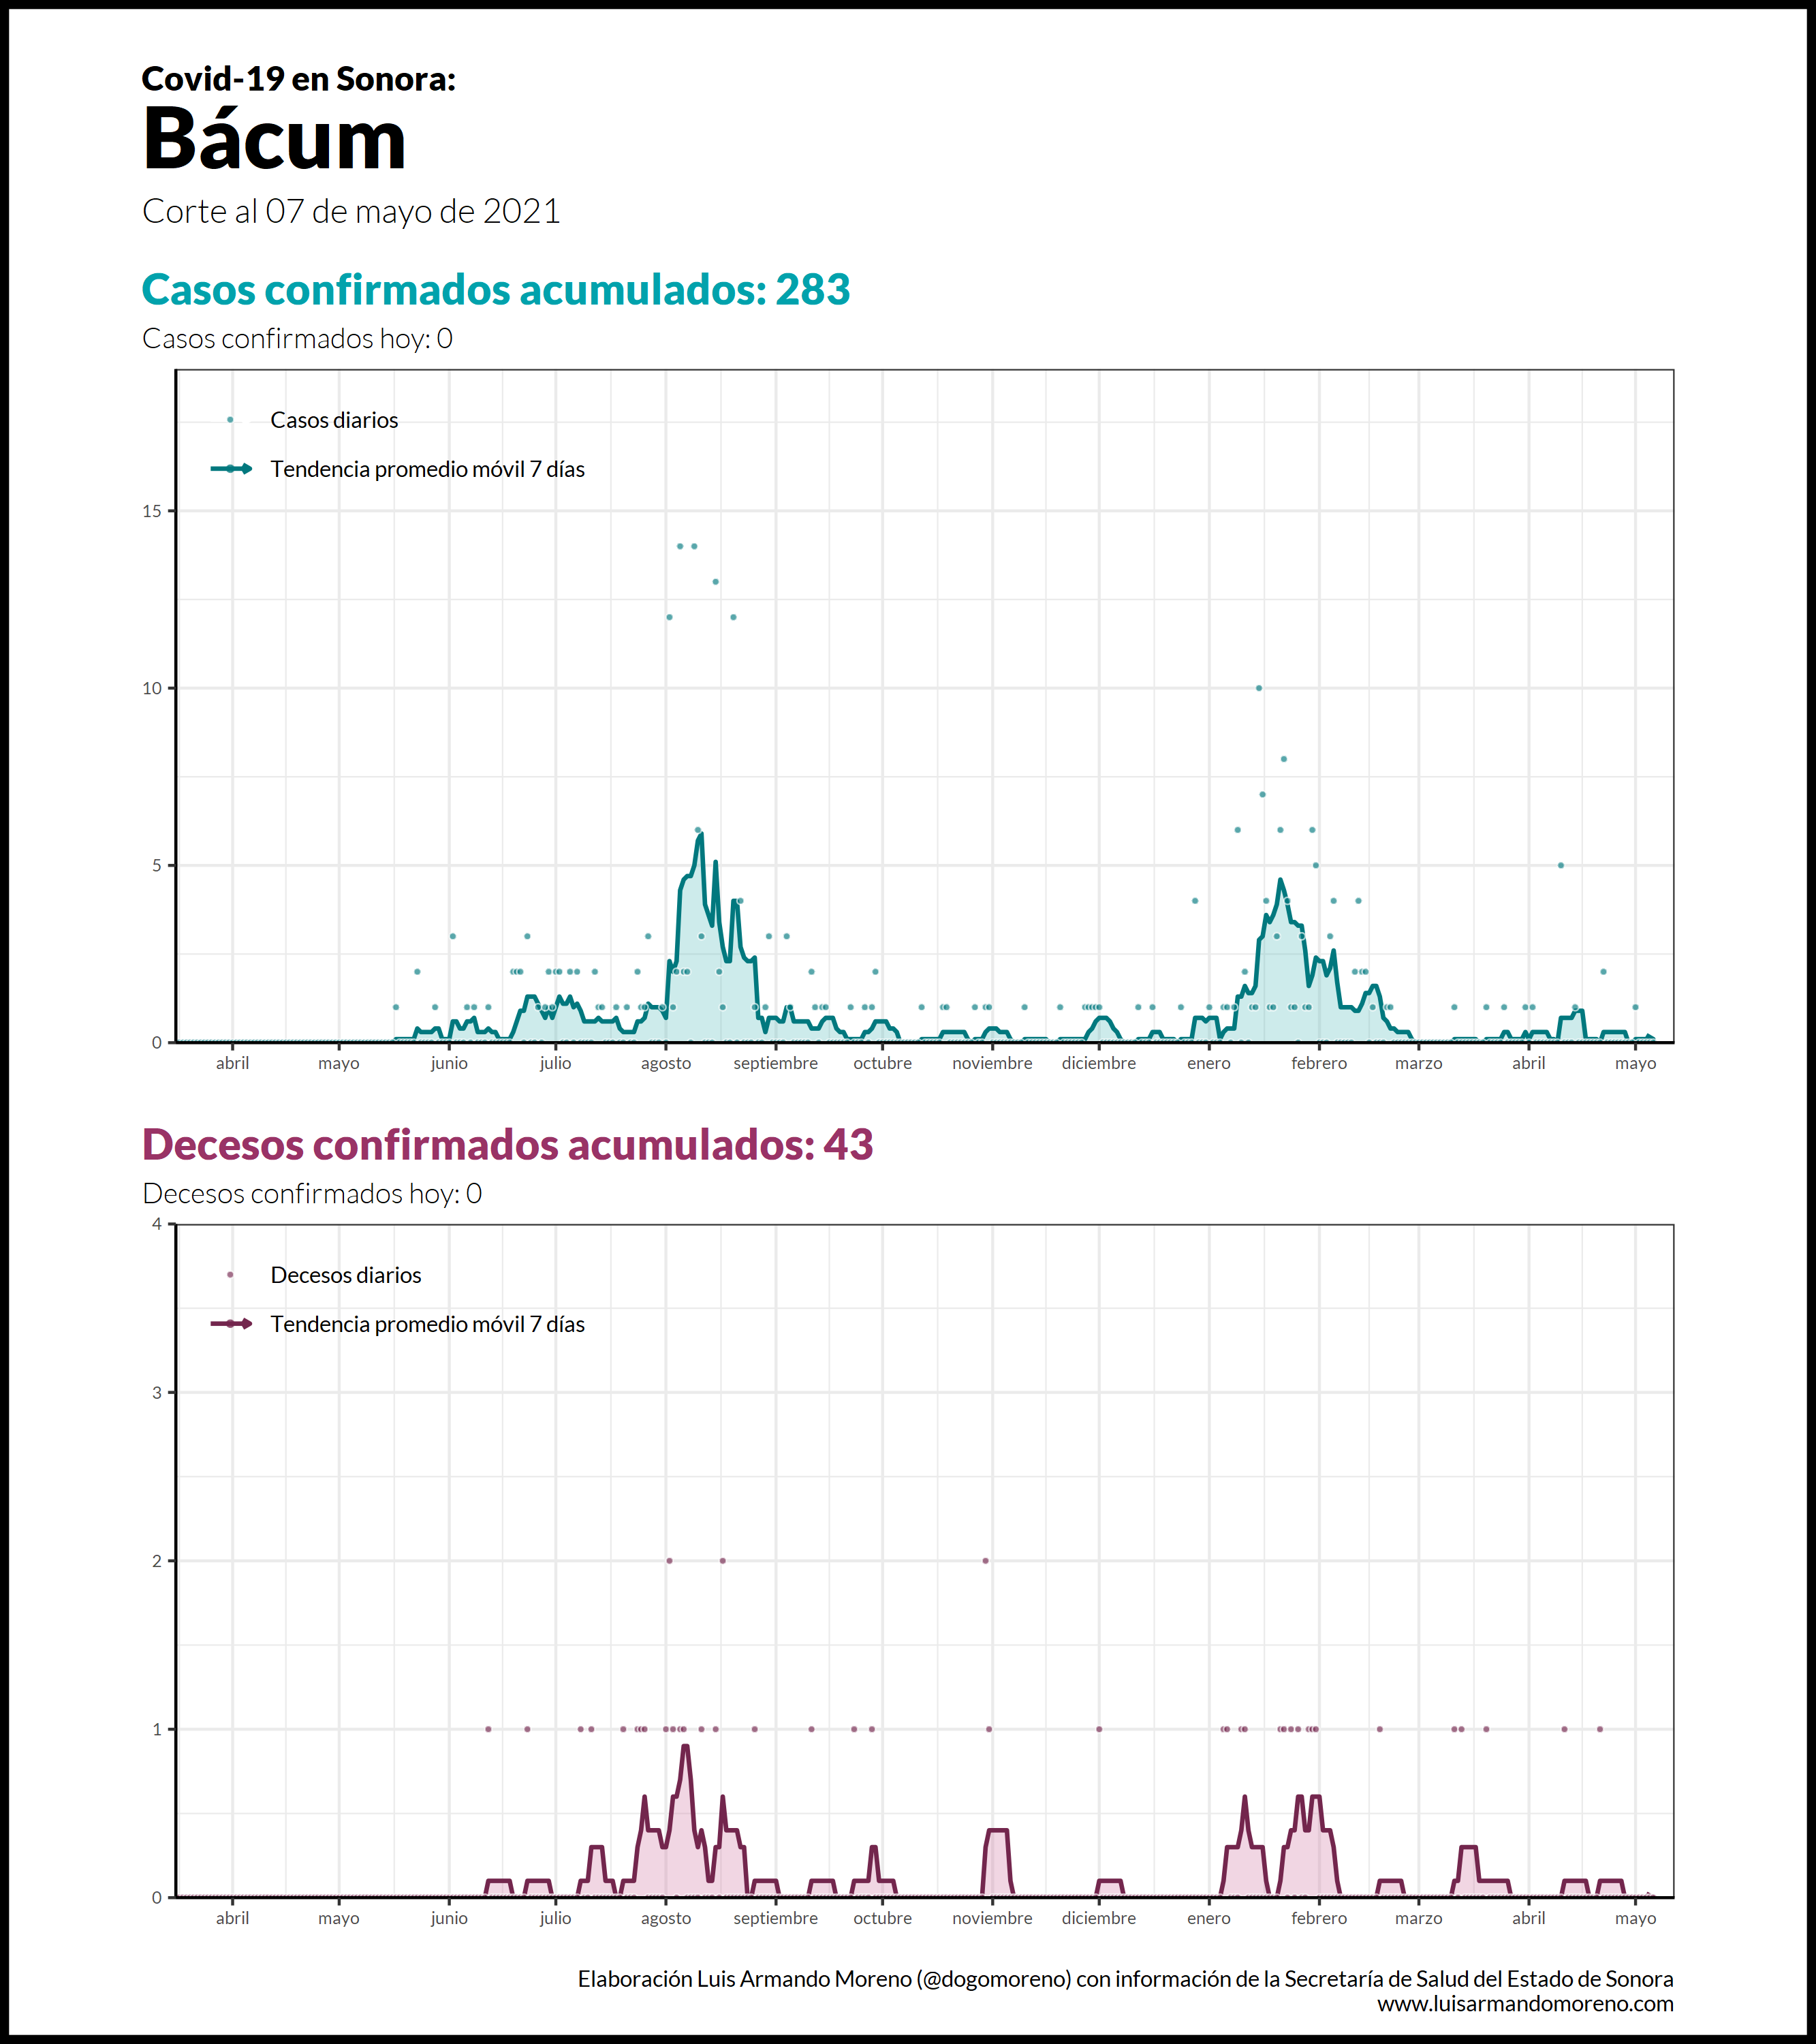 Covid-19 en Sonora:
Bácum
Corte al 07 de mayo de 2021
Casos confirmados acumulados: 283
Casos confirmados hoy: 0
Casos diarios
Tendencia promedio móvil 7 días
15
10
5
0
abril mayo junio julio agosto septiembre octubre noviembre diciembre enero febrero marzo abril mayo
Decesos confirmados acumulados: 43
Decesos confirmados hoy: 0
4
Decesos diarios
Tendencia promedio móvil 7 días
3
2
1
0
abril mayo junio julio agosto septiembre octubre noviembre diciembre enero febrero marzo abril mayo
Elaboración Luis Armando Moreno (@dogomoreno) con información de la Secretaría de Salud del Estado de Sonora
www.luisarmandomoreno.com